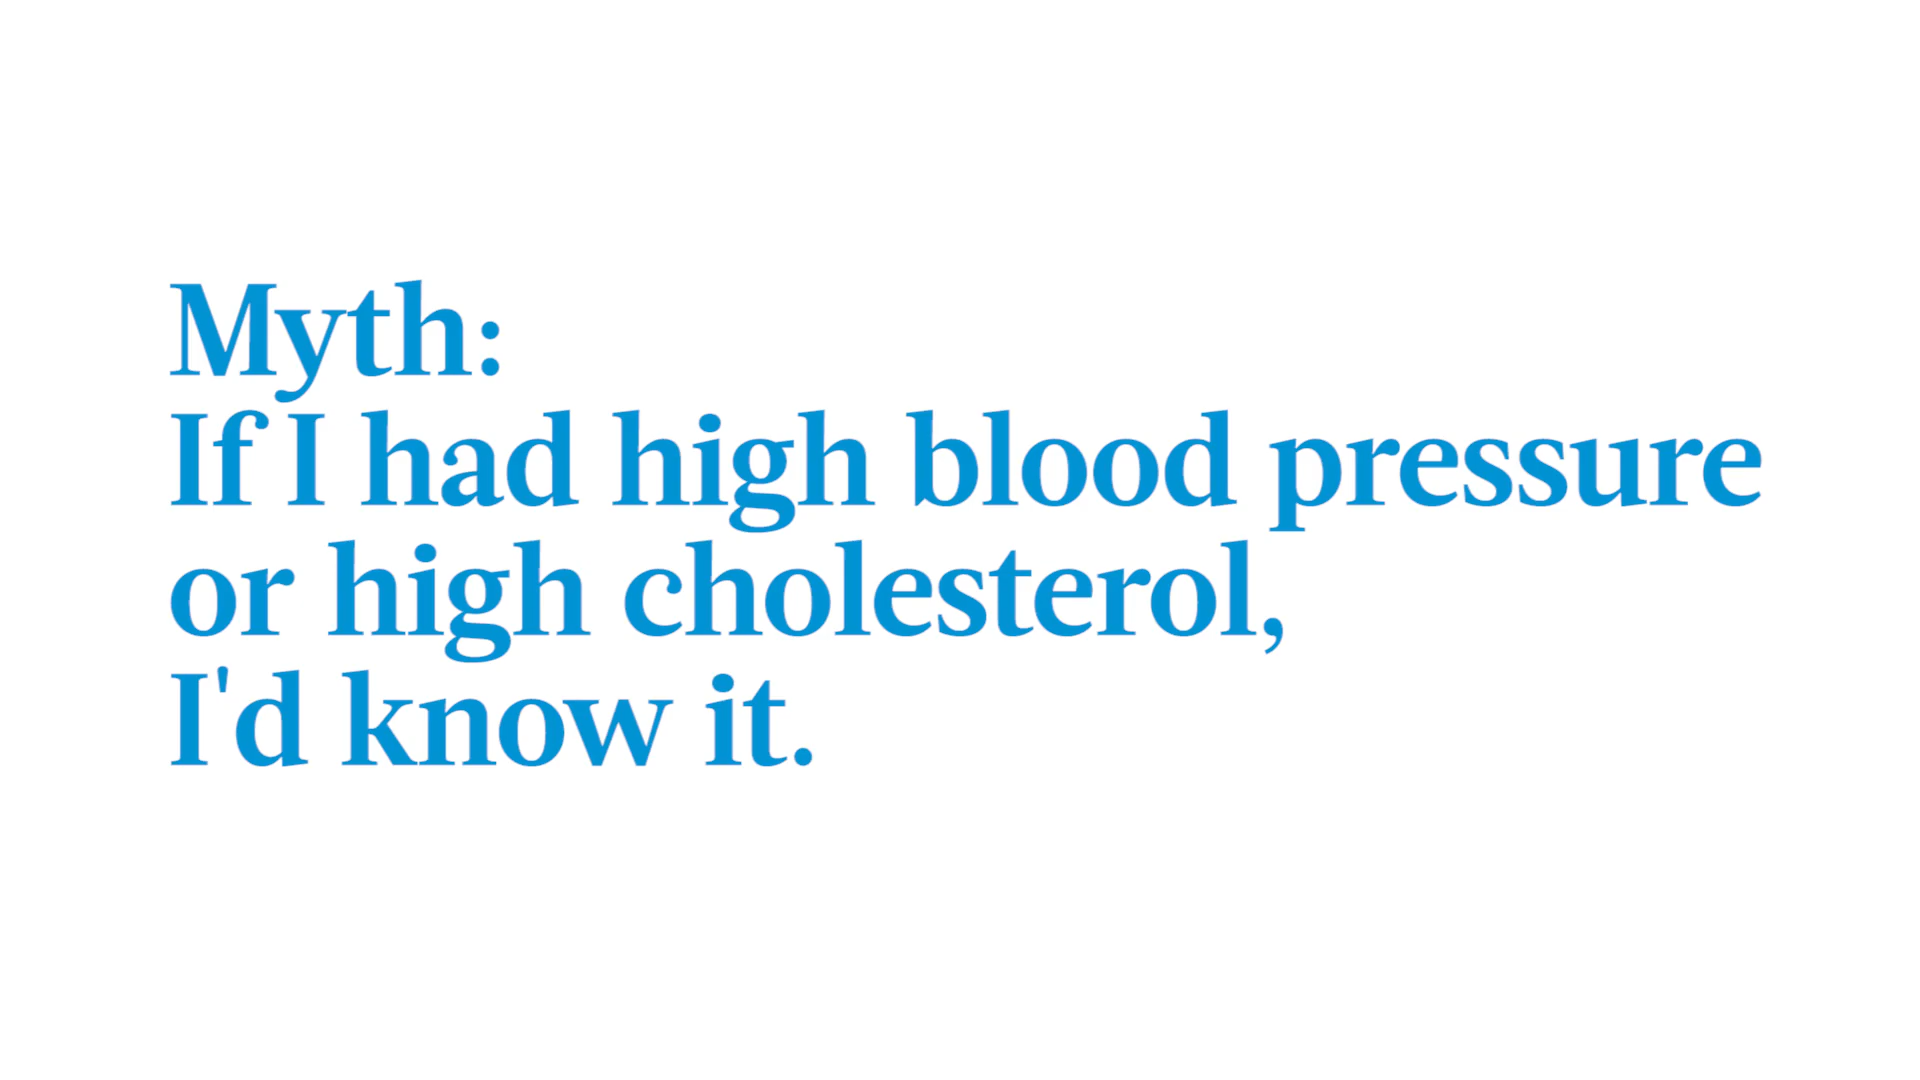 Myth:
If I had high blood pressure
or high cholesterol,
I'd know it.